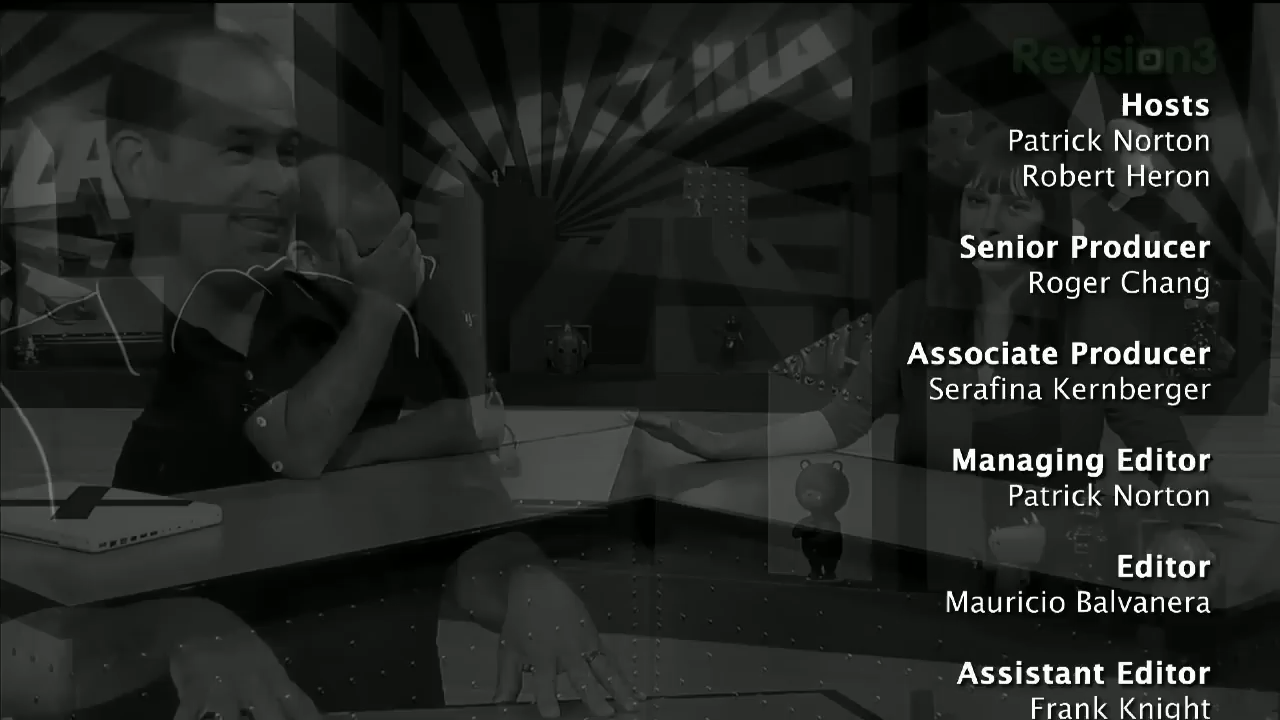 Revision3
Hosts
Patrick Norton
Robert Heron
Senior Producer
Roger Chang
Associate Producer
Serafina Kernberger
Managing Editor
Patrick Norton
Editor
Mauricio Balvanera
Assistant Editor
Frank Knight